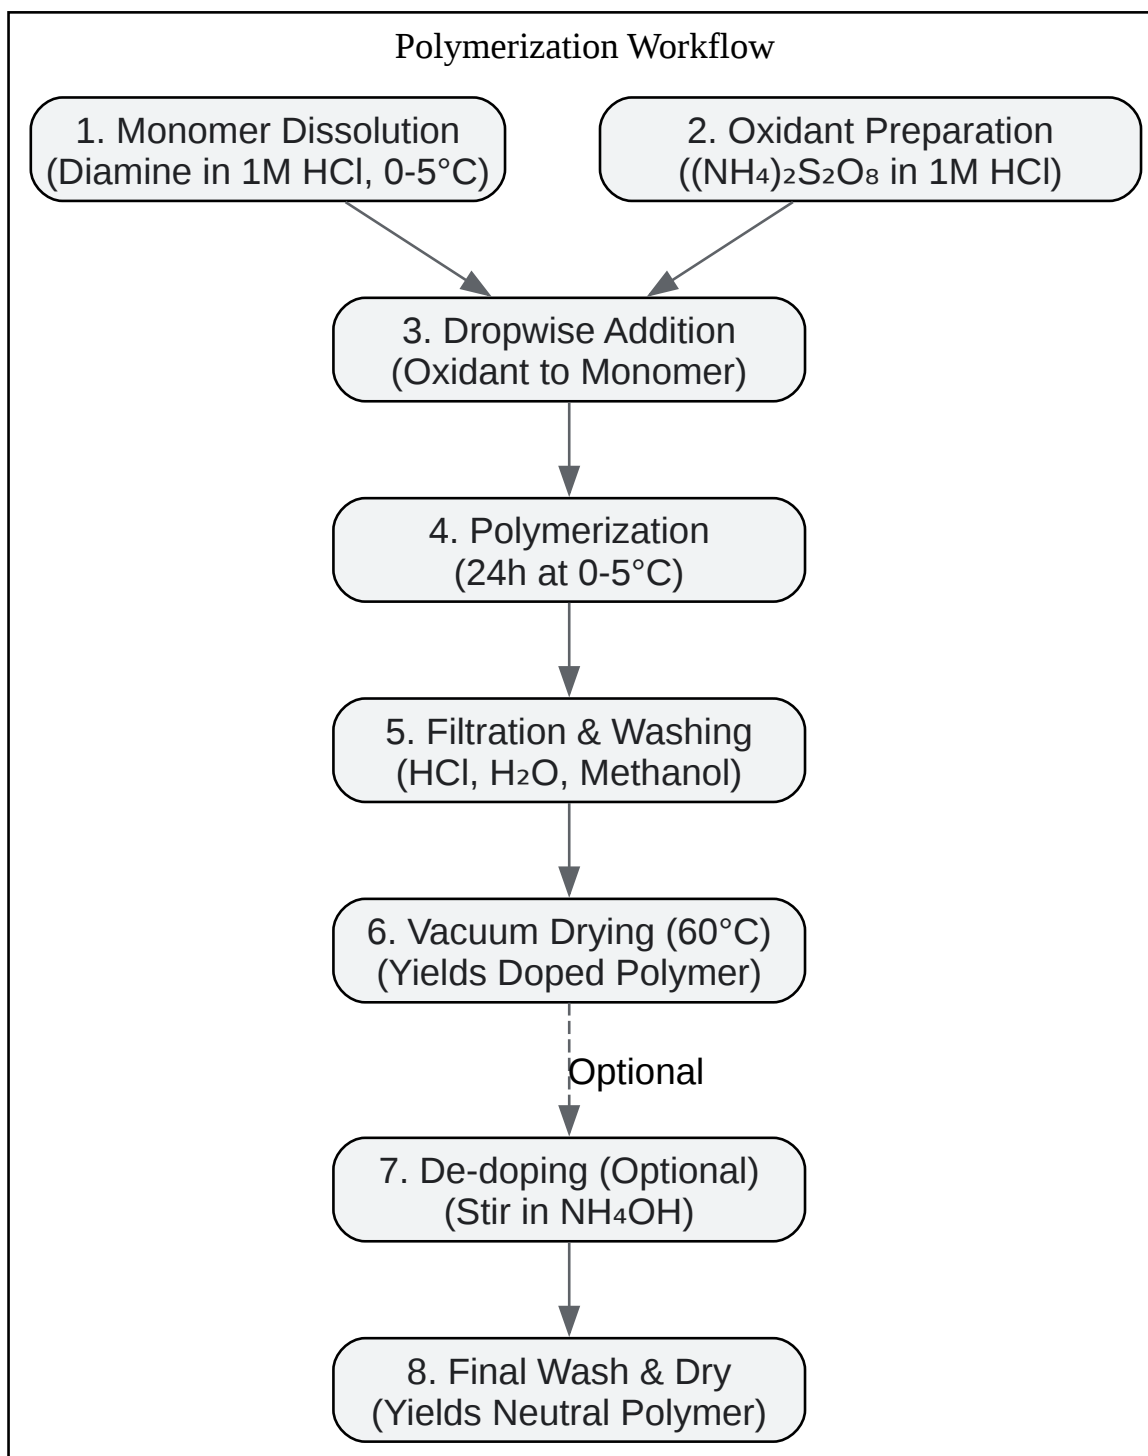 Polymerization Workflow
1. Monomer Dissolution
(Diamine in 1M HCl, 0-5°C)
2. Oxidant Preparation
((NH₄)₂S₂O₈ in 1M HCl)
3. Dropwise Addition
(Oxidant to Monomer)
4. Polymerization
(24h at 0-5°C)
5. Filtration & Washing
(HCl, H₂O, Methanol)
6. Vacuum Drying (60°C)
(Yields Doped Polymer)
Optional
7. De-doping (Optional)
(Stir in NH₄OH)
8. Final Wash & Dry
(Yields Neutral Polymer)